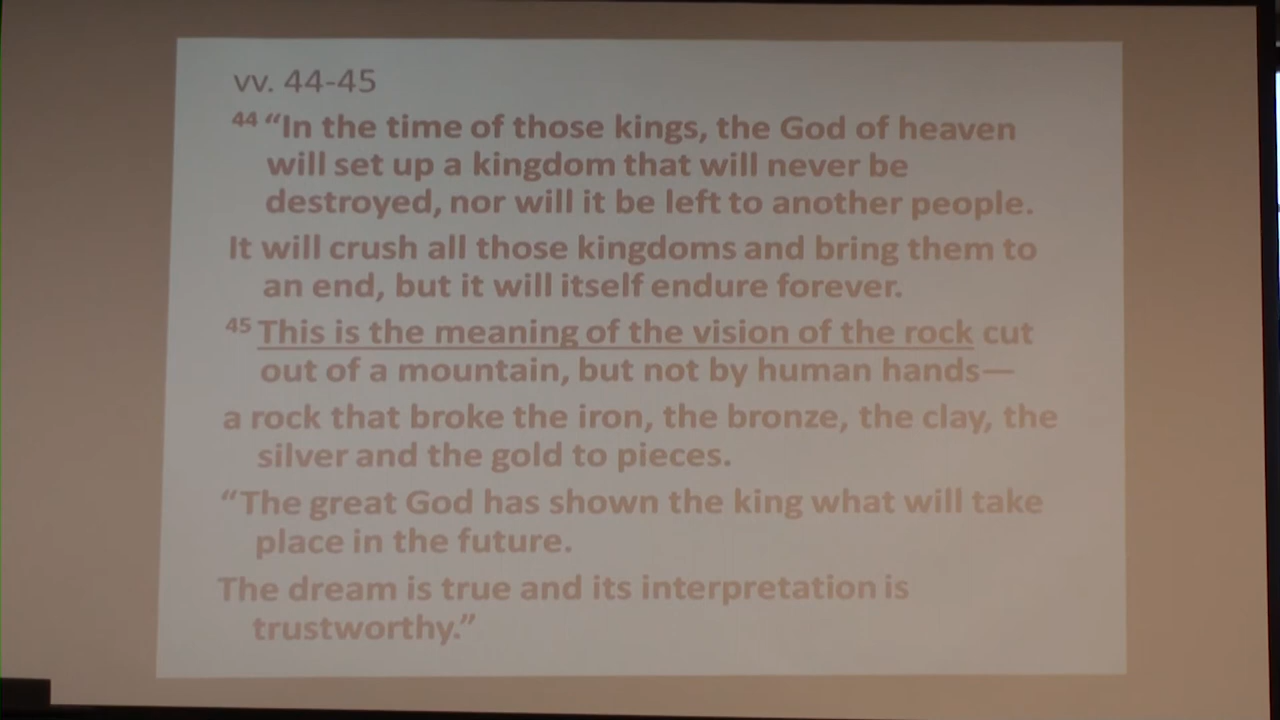 vv. 44-45
44 “In the time of those kings, the God of heaven
will set up a kingdom that will never be
destroyed, nor will it be left to another people.
It will crush all those kingdoms and bring them to
an end, but it will itself endure forever.
45 This is the meaning of the vision of the rock cut
out of a mountain, but not by human hands—
a rock that broke the iron, the bronze, the clay, the
silver and the gold to pieces.
“The great God has shown the king what will take
place in the future.
The dream is true and its interpretation is
trustworthy.”